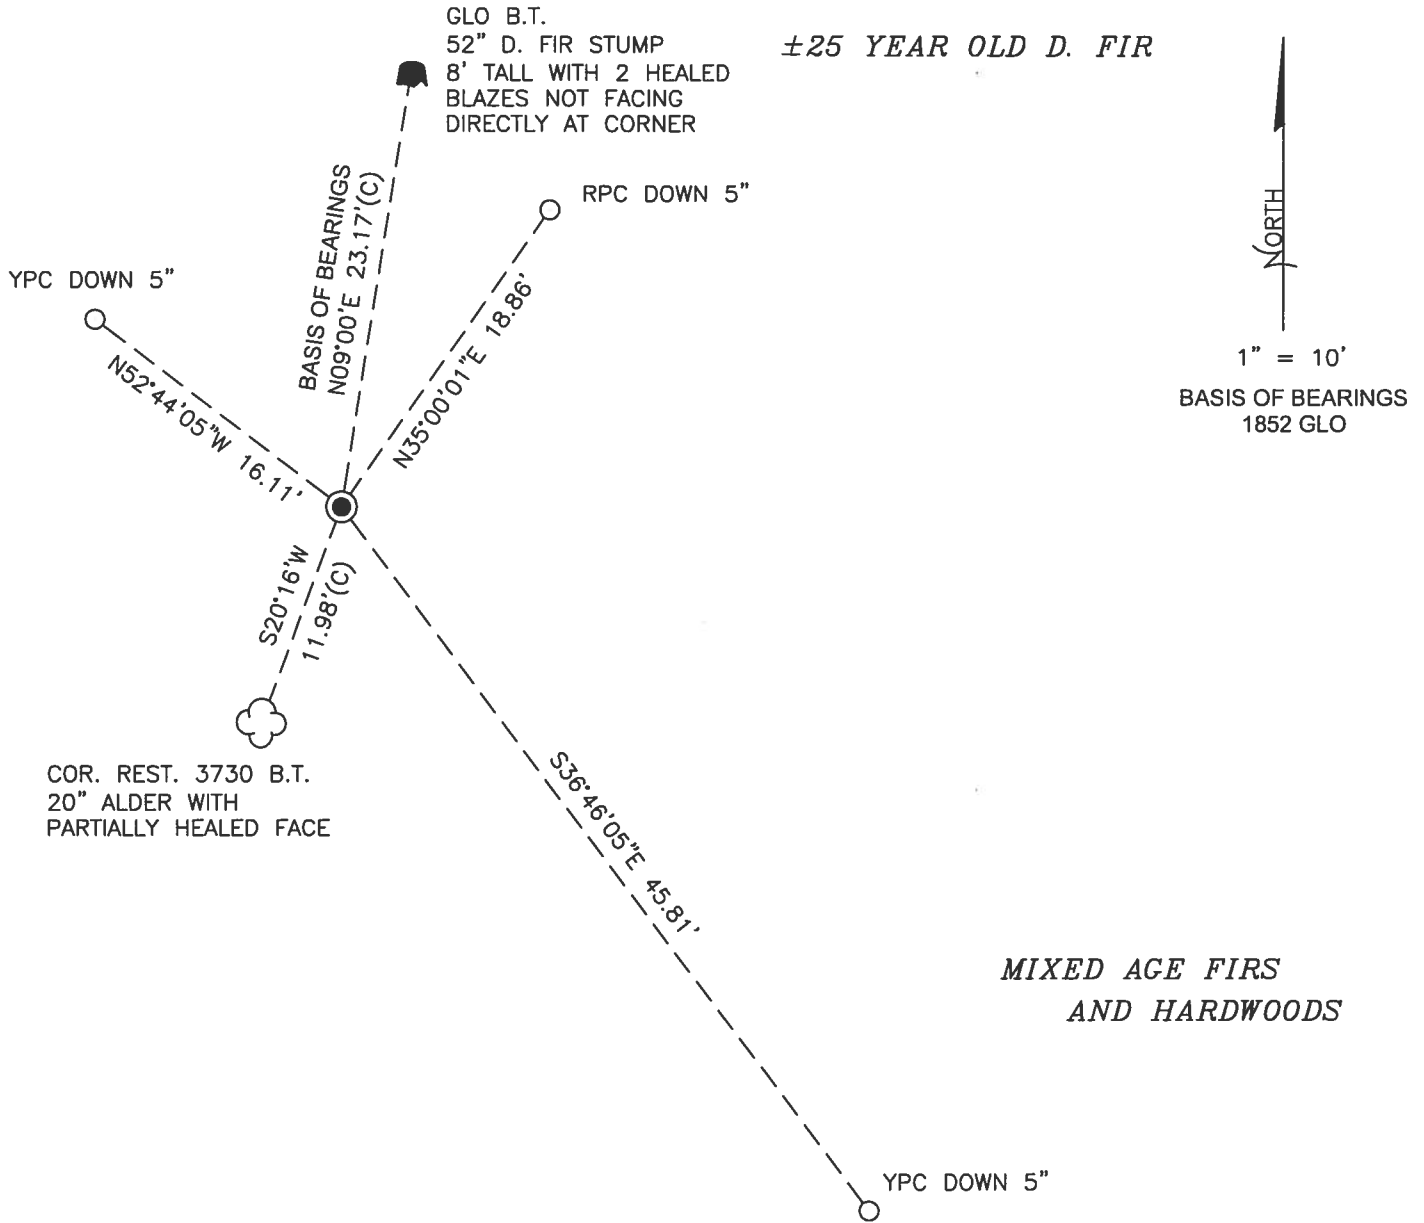 GLO B.T.
52" D. FIR STUMP
8' TALL WITH 2 HEALED
BLAZES NOT FACING
DIRECTLY AT CORNER
±25 YEAR OLD D. FIR
RPC DOWN 5"
NORTH
YPC DOWN 5"
BASIS OF BEARINGS
N09°00'E 23.17'(C)
N35°00'01"E 18.86'
N52°44'05"W 16.11'
1" = 10'
BASIS OF BEARINGS
1852 GLO
S20°16'W
11.98'(C)
COR. REST. 3730 B.T.
20" ALDER WITH
PARTIALLY HEALED FACE
S36°46'05"E 45.81'
MIXED AGE FIRS
AND HARDWOODS
YPC DOWN 5"